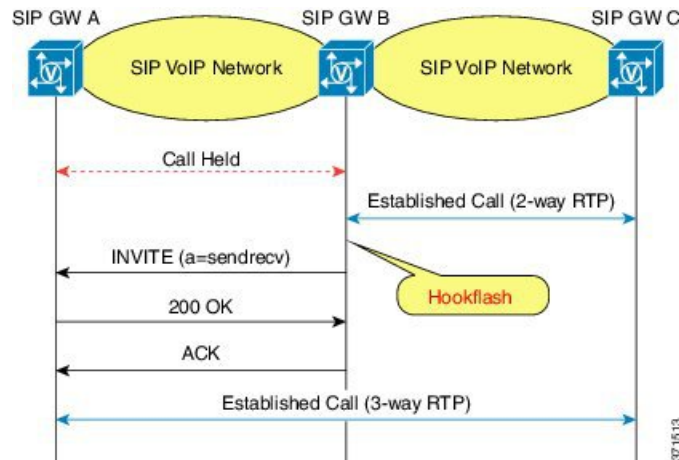 SIP GW A
SIP GW B
SIP GW C
V
SIP VoIP Network
V
SIP VoIP Network
V
Call Held
Established Call (2-way RTP)
INVITE (a=sendrecv)
Hookflash
200 OK
ACK
Established Call (3-way RTP)
371513